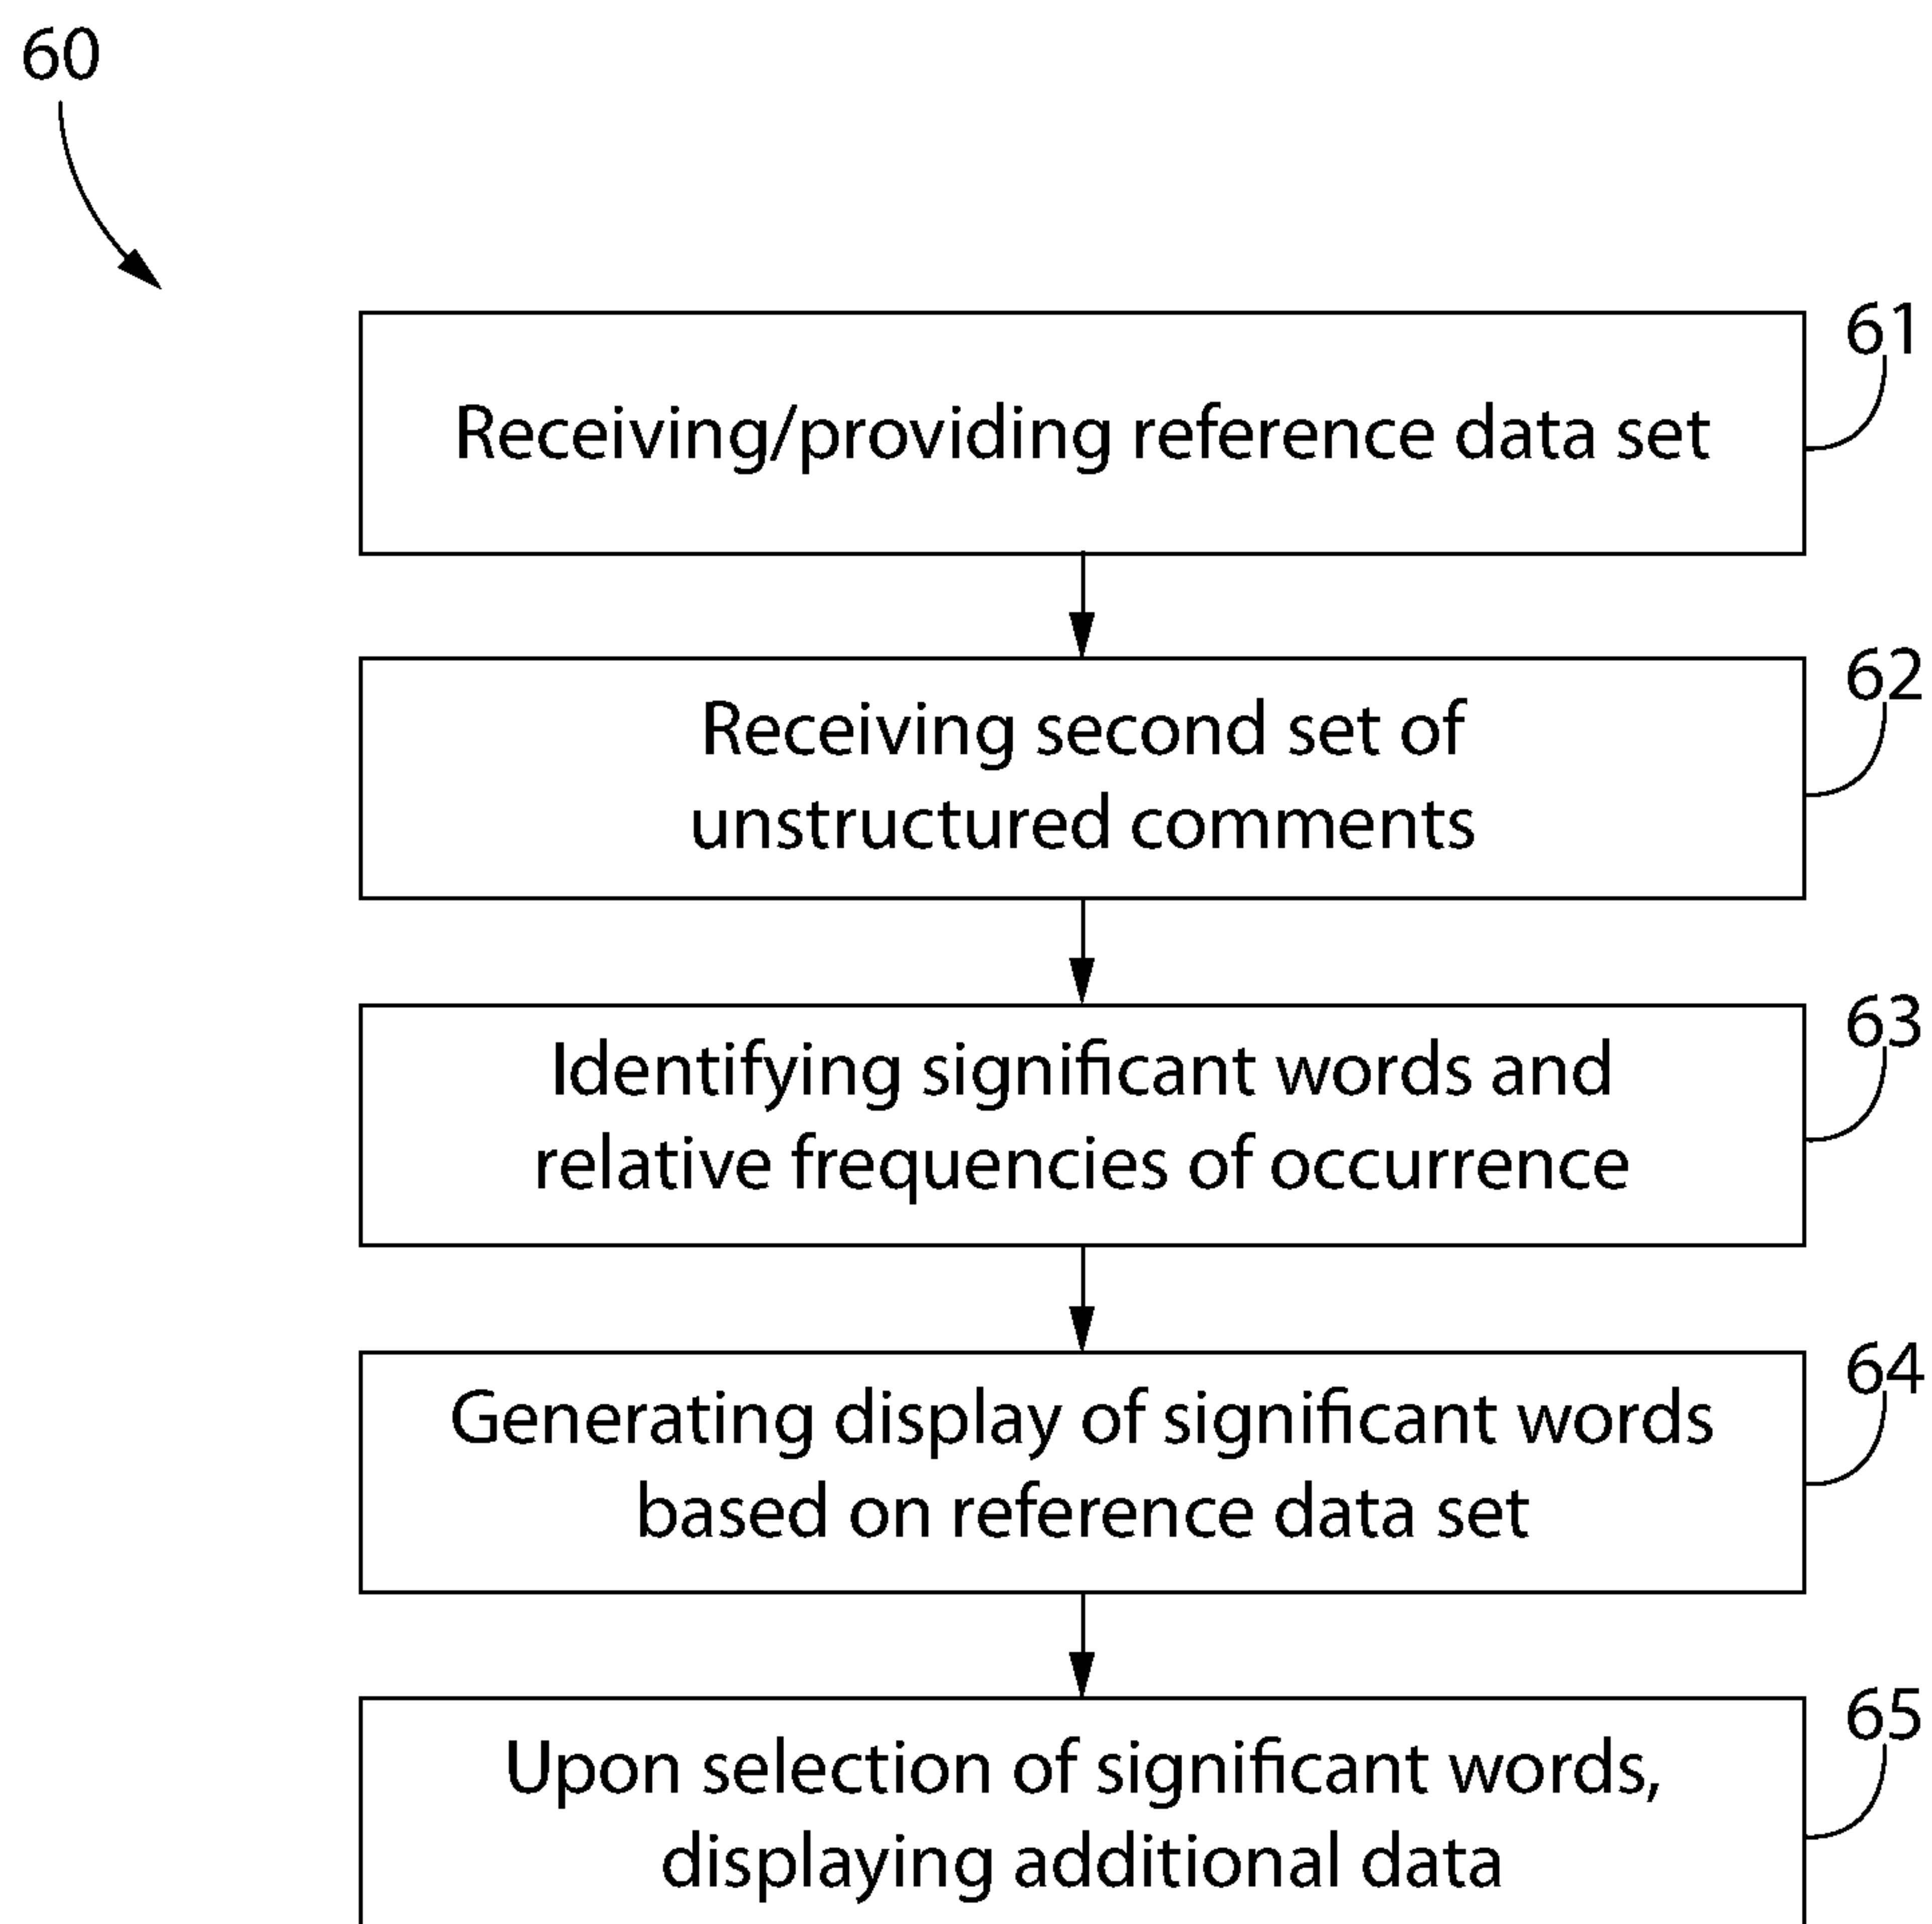 60
61
Receiving/providing reference data set
62
Receiving second set of
unstructured comments
63
Identifying significant words and
relative frequencies of occurrence
64
Generating display of significant words
based on reference data set
65
Upon selection of significant words,
displaying additional data